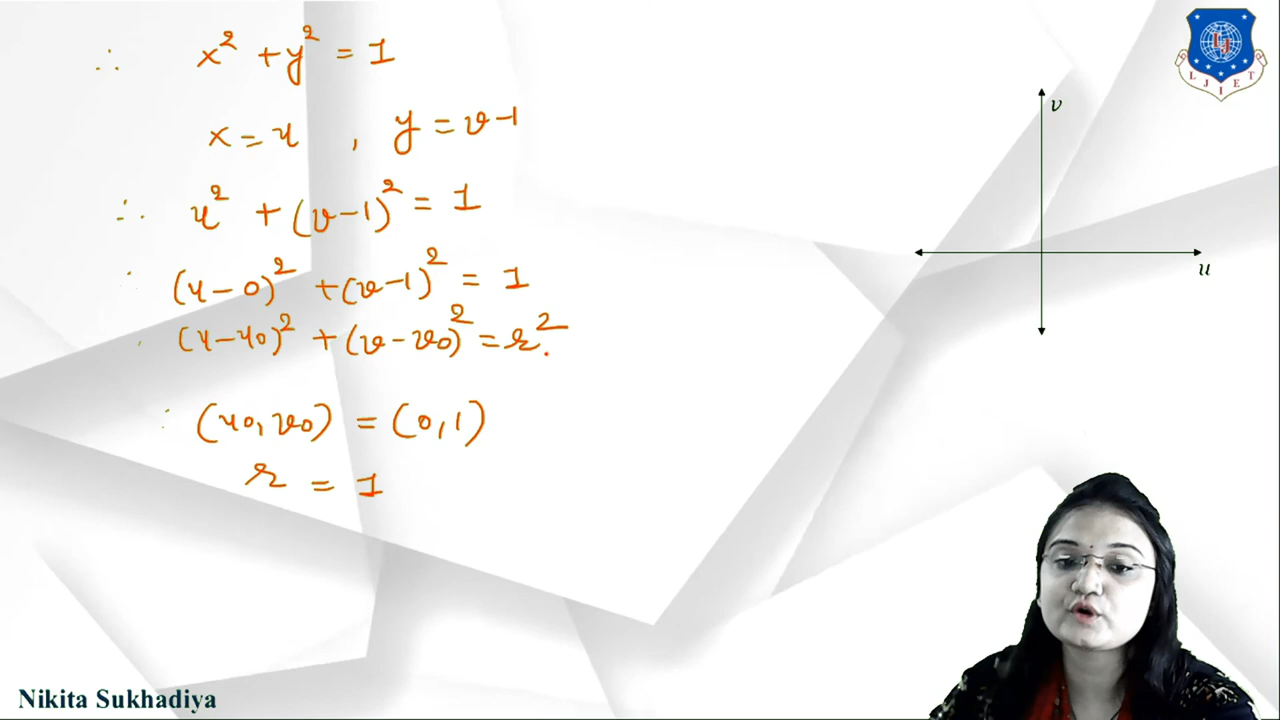 ∴ x² + y² = 1
x = u , y = v-1
∴ u² + (v-1)² = 1
∴ (u-0)² + (v-1)² = 1
∴ (u-u0)² + (v-v0)² = r²
∴ (u0, v0) = (0, 1)
r = 1
v
u
LJIET
Nikita Sukhadiya